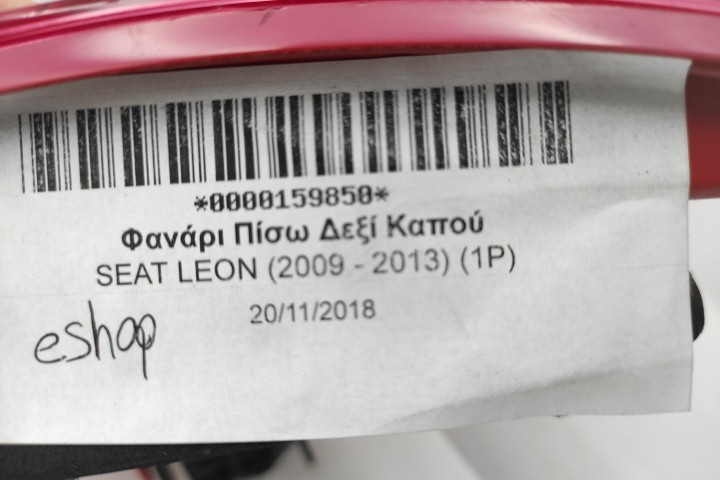 *0000159850*
Φανάρι Πίσω Δεξί Καπού
SEAT LEON (2009 - 2013) (1P)
20/11/2018
eshop